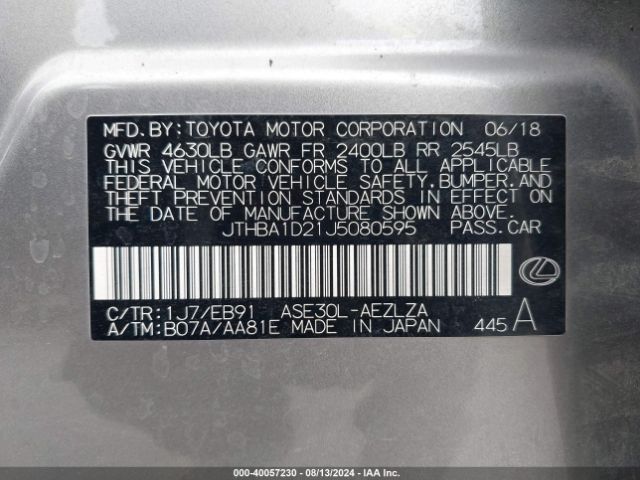 MFD.BY:TOYOTA MOTOR CORPORATION 06/18
GVWR 4630LB GAWR FR 2400LB RR 2545LB
THIS VEHICLE CONFORMS TO ALL APPLICABLE
FEDERAL MOTOR VEHICLE SAFETY,BUMPER,AND
THEFT PREVENTION STANDARDS IN EFFECT ON
THE DATE OF MANUFACTURE SHOWN ABOVE.
JTHBA1D21J5080595 PASS.CAR
C/TR:1J7/EB91 ASE30L-AEZLZA
A/TM:B07A/AA81E MADE IN JAPAN 445 A
000-40057230 - 08/13/2024 - IAA Inc.